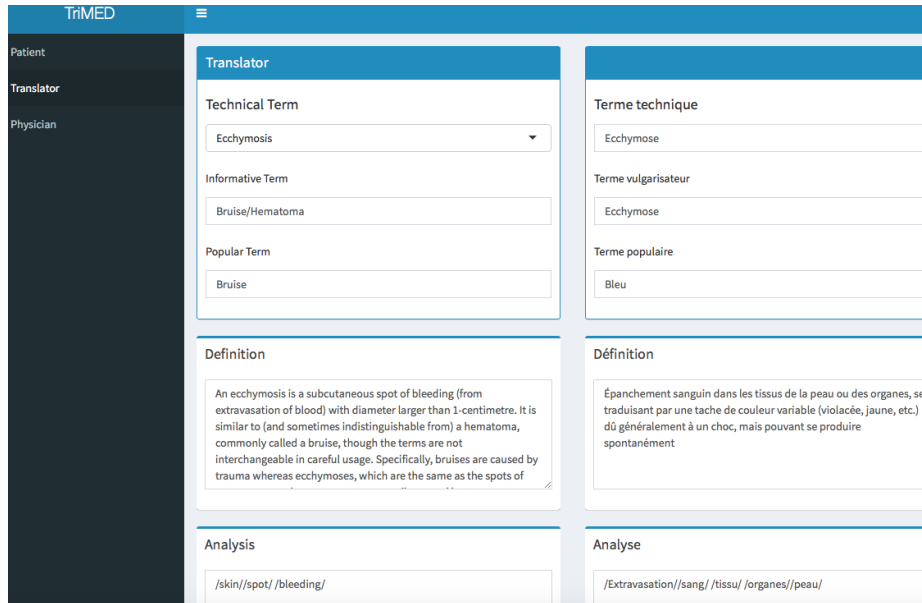 TriMED
Patient
Translator
Physician
Translator
Technical Term
Ecchymosis
Informative Term
Bruise/Hematoma
Popular Term
Bruise
Terme technique
Ecchymose
Terme vulgarisateur
Ecchymose
Terme populaire
Bleu
Definition
An ecchymosis is a subcutaneous spot of bleeding (from
extravasation of blood) with diameter larger than 1-centimetre. It is
similar to (and sometimes indistinguishable from) a hematoma,
commonly called a bruise, though the terms are not
interchangeable in careful usage. Specifically, bruises are caused by
trauma whereas ecchymoses, which are the same as the spots of
Définition
Épanchement sanguin dans les tissus de la peau ou des organes, se
traduisant par une tache de couleur variable (violacée, jaune, etc.)
dû généralement à un choc, mais pouvant se produire
spontanément
Analysis
/skin//spot/ /bleeding/
Analyse
/Extravasation//sang/ /tissu/ /organes//peau/